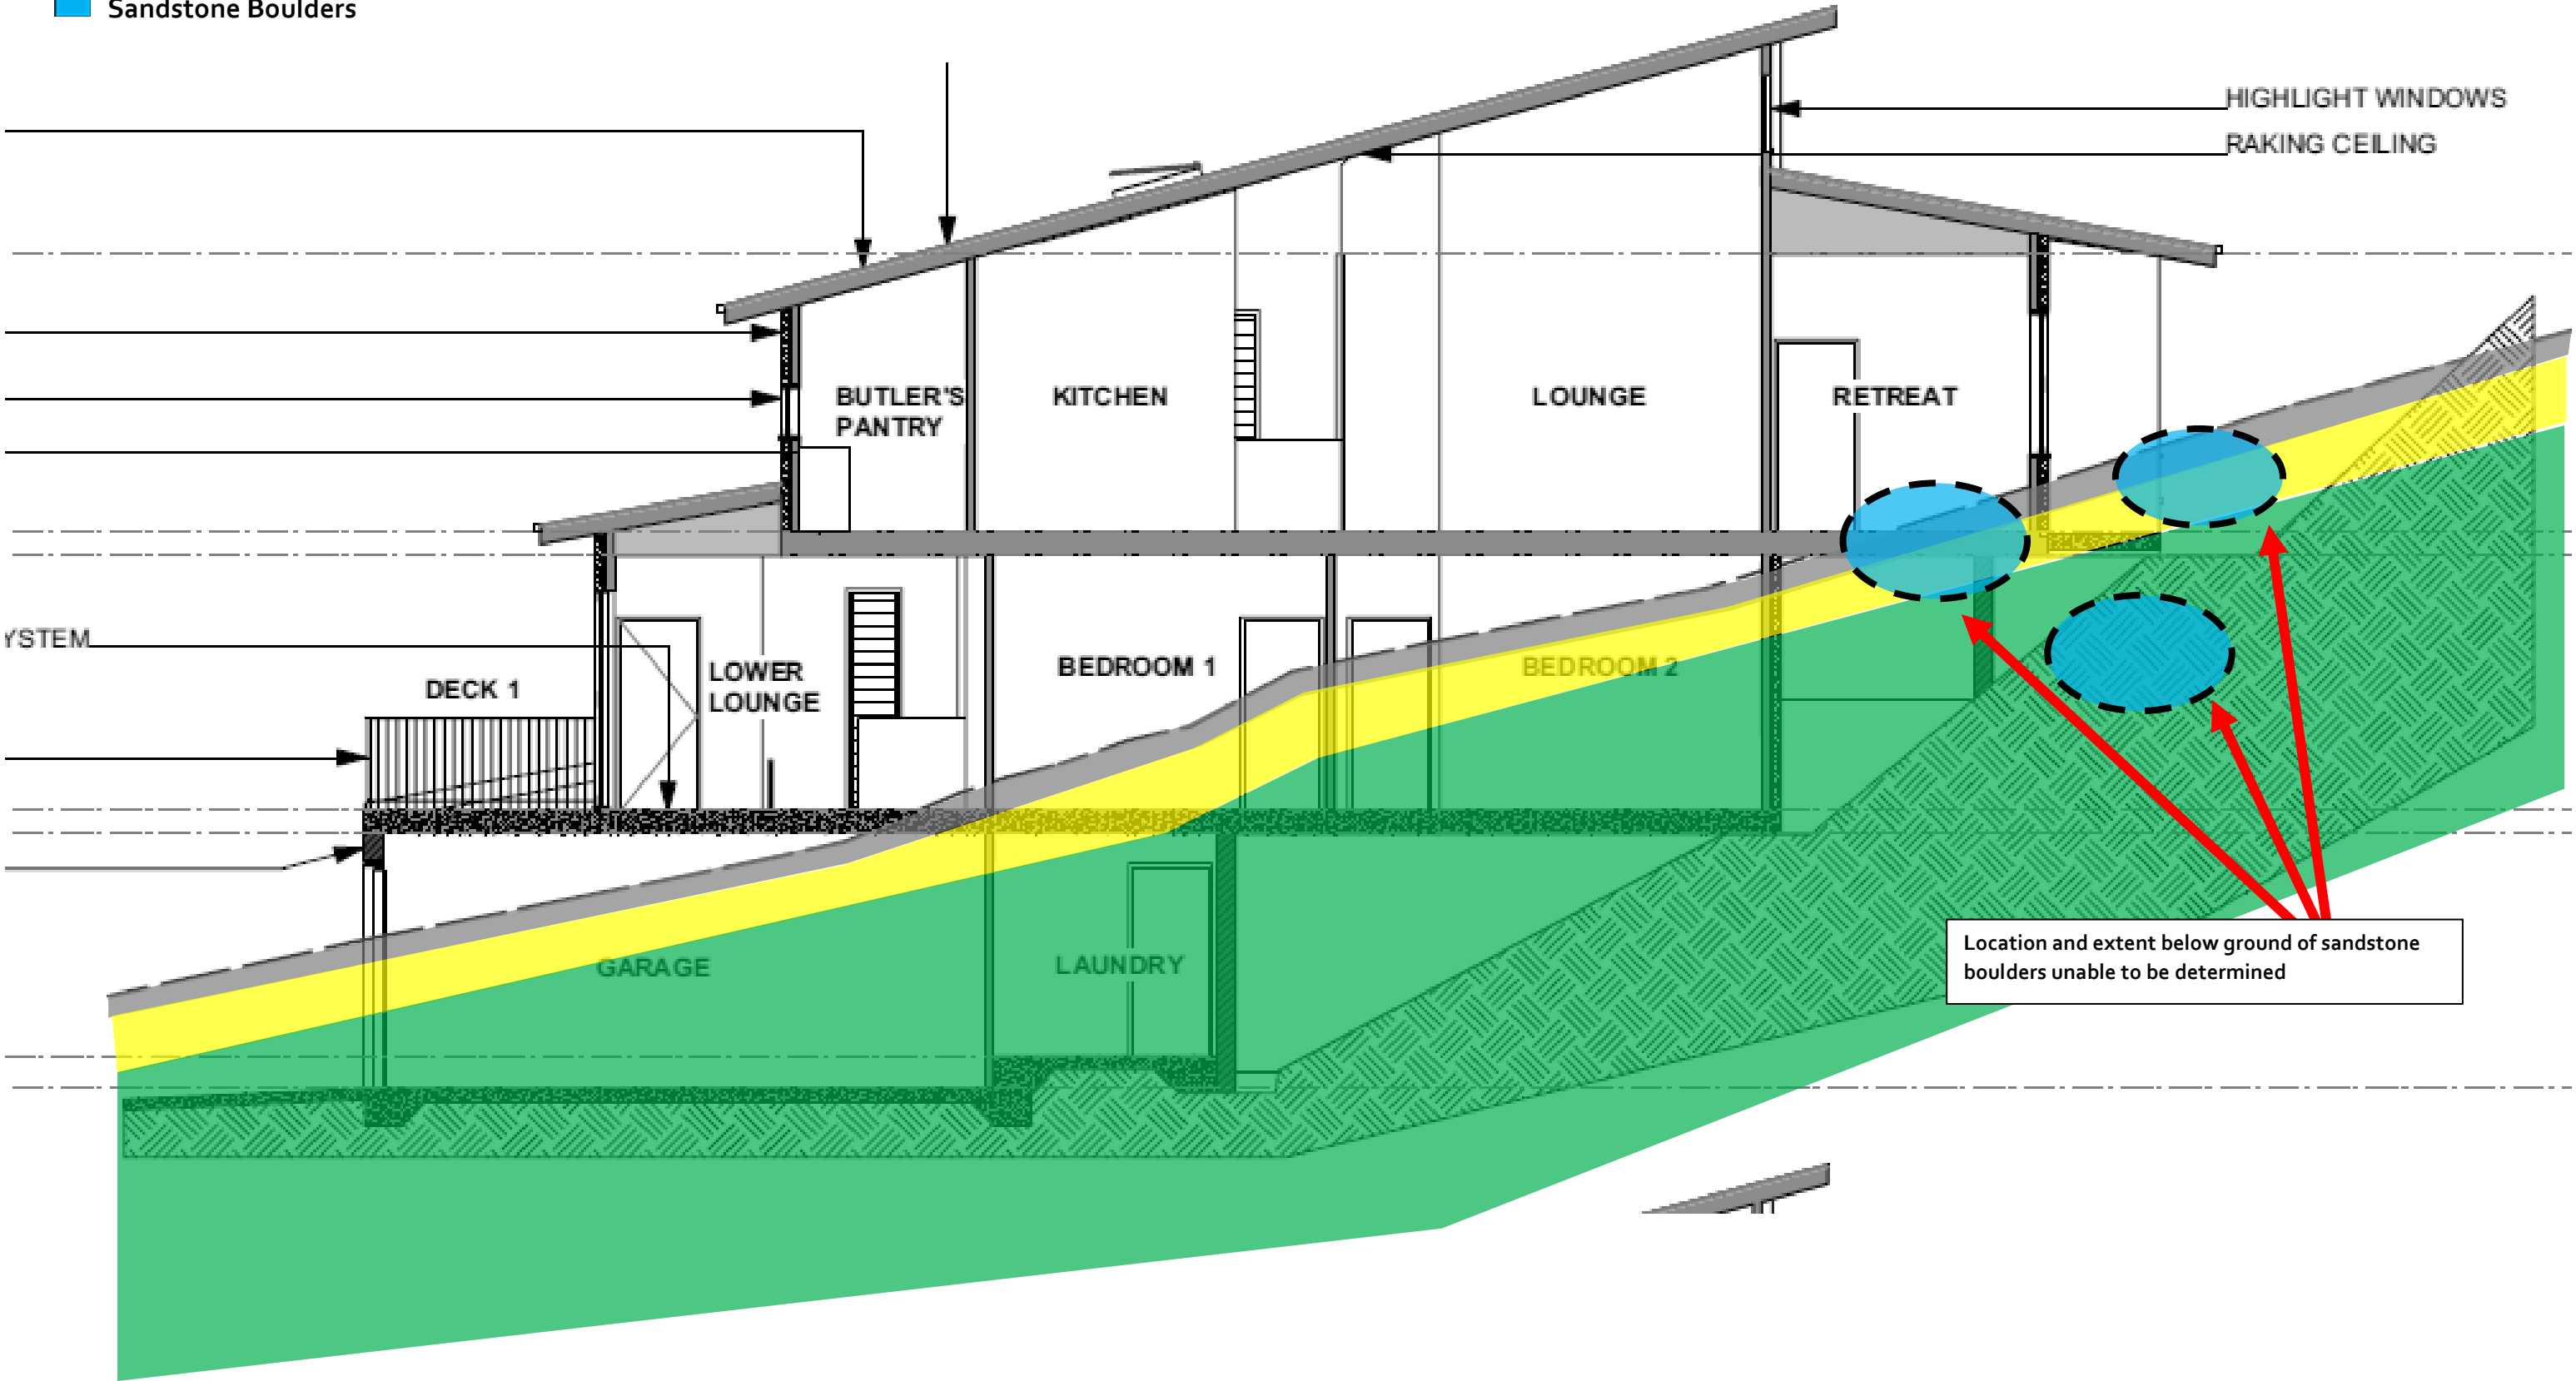 Sandstone Boulders
HIGHLIGHT WINDOWS
RAKING CEILING
BUTLER'S
PANTRY
KITCHEN
LOUNGE
RETREAT
YSTEM
DECK 1
LOWER
LOUNGE
BEDROOM 1
BEDROOM 2
GARAGE
LAUNDRY
Location and extent below ground of sandstone
boulders unable to be determined